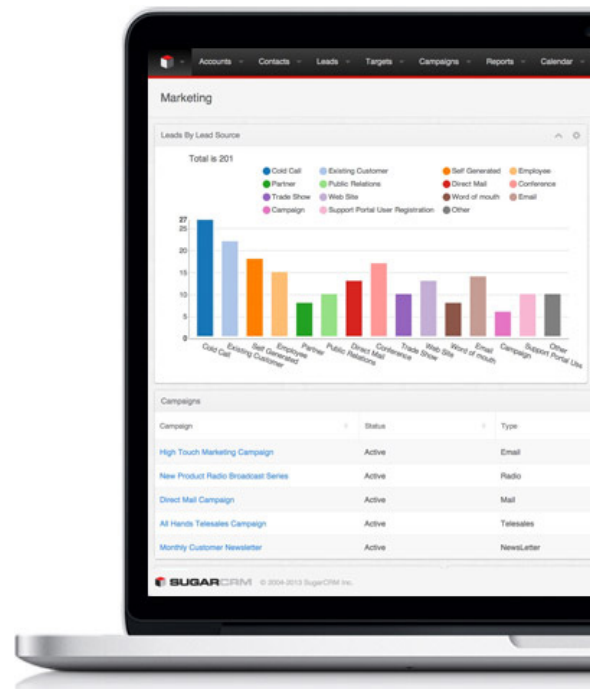 Accounts Contacts Leads Targets Campaigns Reports Calendar
Marketing
Leads By Lead Source
Total is 201
Cold Call Existing Customer Self Generated Employee
Partner Public Relations Direct Mail Conference
Trade Show Web Site Word of mouth Email
Campaign Support Portal User Registration Other
27
25
20
15
10
5
0
Cold Call Existing Customer Self Generated Employee Partner Public Relations Direct Mail Conference Trade Show Web Site Word of mouth Email Campaign Support Portal Use Other
Campaigns
Campaign Status Type
High Touch Marketing Campaign Active Email
New Product Radio Broadcast Series Active Radio
Direct Mail Campaign Active Mail
All Hands Telesales Campaign Active Telesales
Monthly Customer Newsletter Active NewsLetter
SUGARCRM © 2004-2013 SugarCRM Inc.